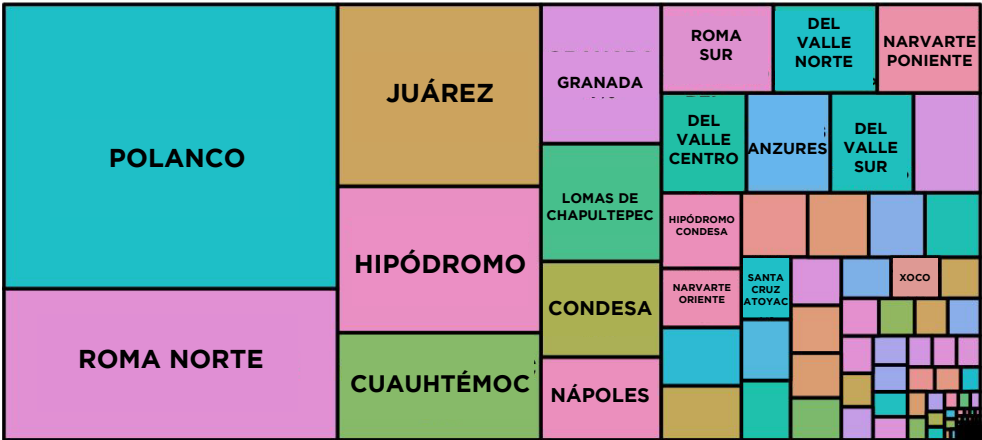 POLANCO
ROMA NORTE
JUÁREZ
HIPÓDROMO
CUAUHTÉMOC
GRANADA
LOMAS DE
CHAPULTEPEC
CONDESA
NÁPOLES
ROMA
SUR
DEL
VALLE
NORTE
NARVARTE
PONIENTE
DEL
VALLE
CENTRO
ANZURES
DEL
VALLE
SUR
HIPÓDROMO
CONDESA
NARVARTE
ORIENTE
SANTA
CRUZ
ATOYAC
XOCO